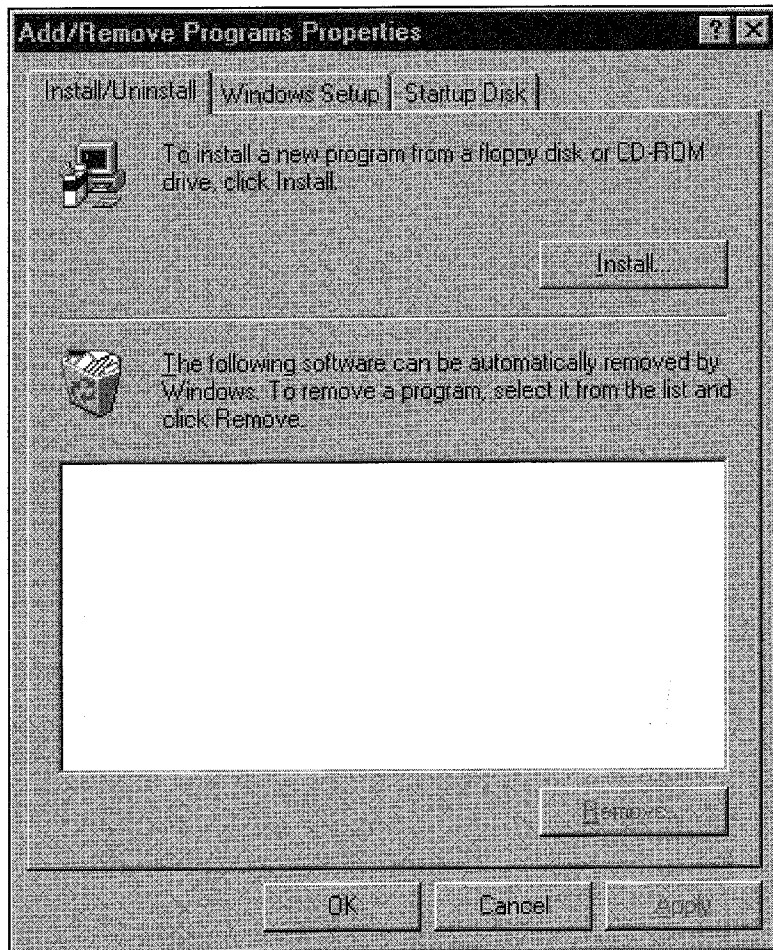 Add/Remove Programs Properties
Install/Uninstall
Windows Setup
Startup Disk
To install a new program from a floppy disk or CD-ROM
drive, click Install.
Install...
The following software can be automatically removed by
Windows. To remove a program, select it from the list and
click Remove.
Remove...
OK
Cancel
Apply